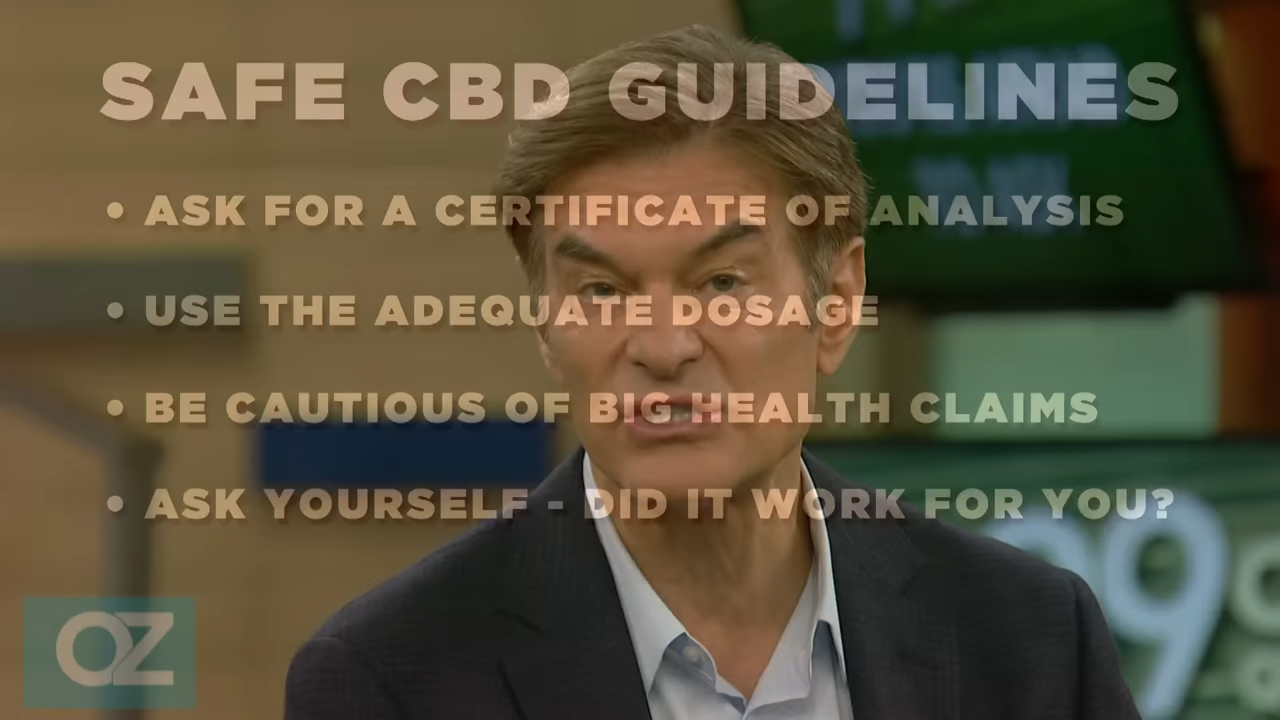 SAFE CBD GUIDELINES
• ASK FOR A CERTIFICATE OF ANALYSIS
• USE THE ADEQUATE DOSAGE
• BE CAUTIOUS OF BIG HEALTH CLAIMS
• ASK YOURSELF - DID IT WORK FOR YOU?
99
OZ